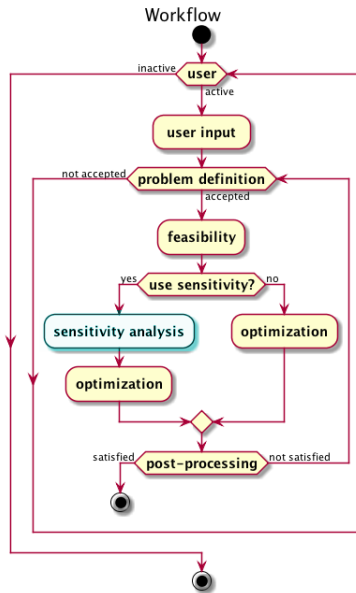 Workflow
inactive
user
active
user input
not accepted
problem definition
accepted
feasibility
yes
use sensitivity?
no
sensitivity analysis
optimization
optimization
satisfied
post-processing
not satisfied